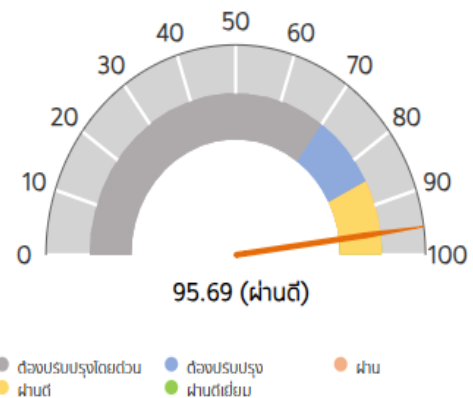 50
40
60
30
70
20
80
10
90
0
100
95.69 (ผ่านดี)
ต้องปรับปรุงโดยด่วน
ต้องปรับปรุง
ผ่าน
ผ่านดี
ผ่านดีเยี่ยม